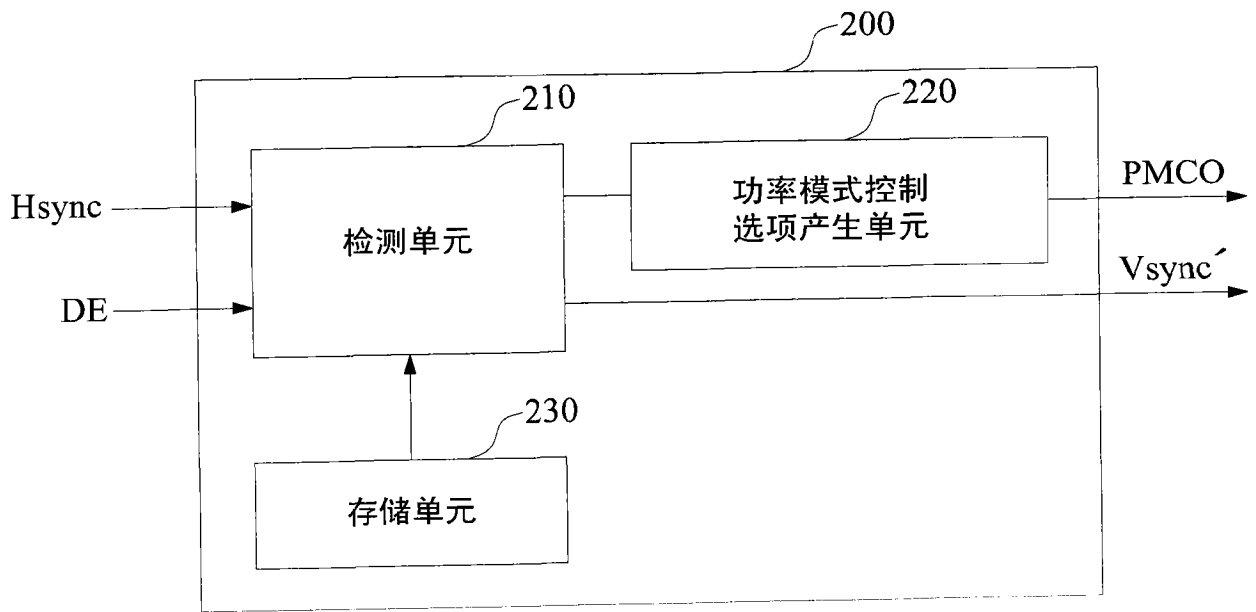 200
210
220
Hsync
检测单元
功率模式控制
选项产生单元
PMCO
DE
Vsync´
230
存储单元